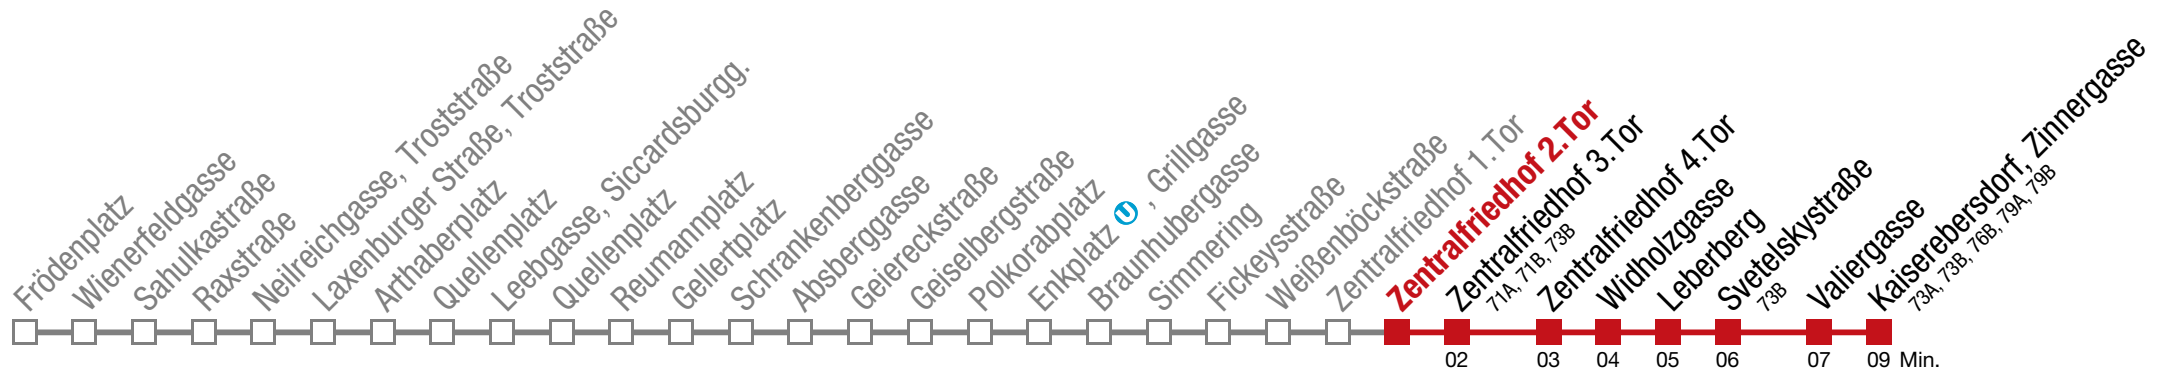 Frödenplatz
Wienerfeldgasse
Sahulkastraße
Raxstraße
Neilreichgasse, Troststraße
Laxenburger Straße, Troststraße
Arthaberplatz
Quellenplatz
Leebgasse, Siccardsburgg.
Quellenplatz
Reumannplatz
Gellertplatz
Schrankenberggasse
Absberggasse
Geiereckstraße
Geiselbergstraße
Polkorabplatz
Enkplatz U, Grillgasse
Braunhubergasse
Simmering
Fickeysstraße
Weißenböckstraße
Zentralfriedhof 1.Tor
Zentralfriedhof 2.Tor
Zentralfriedhof 3.Tor
71A, 71B, 73B
Zentralfriedhof 4.Tor
Widholzgasse
Leberberg
Svetelskystraße
73B
Valiergasse
Kaiserebersdorf, Zinnergasse
73A, 73B, 76B, 79A, 79B
02 03 04 05 06 07 09 Min.